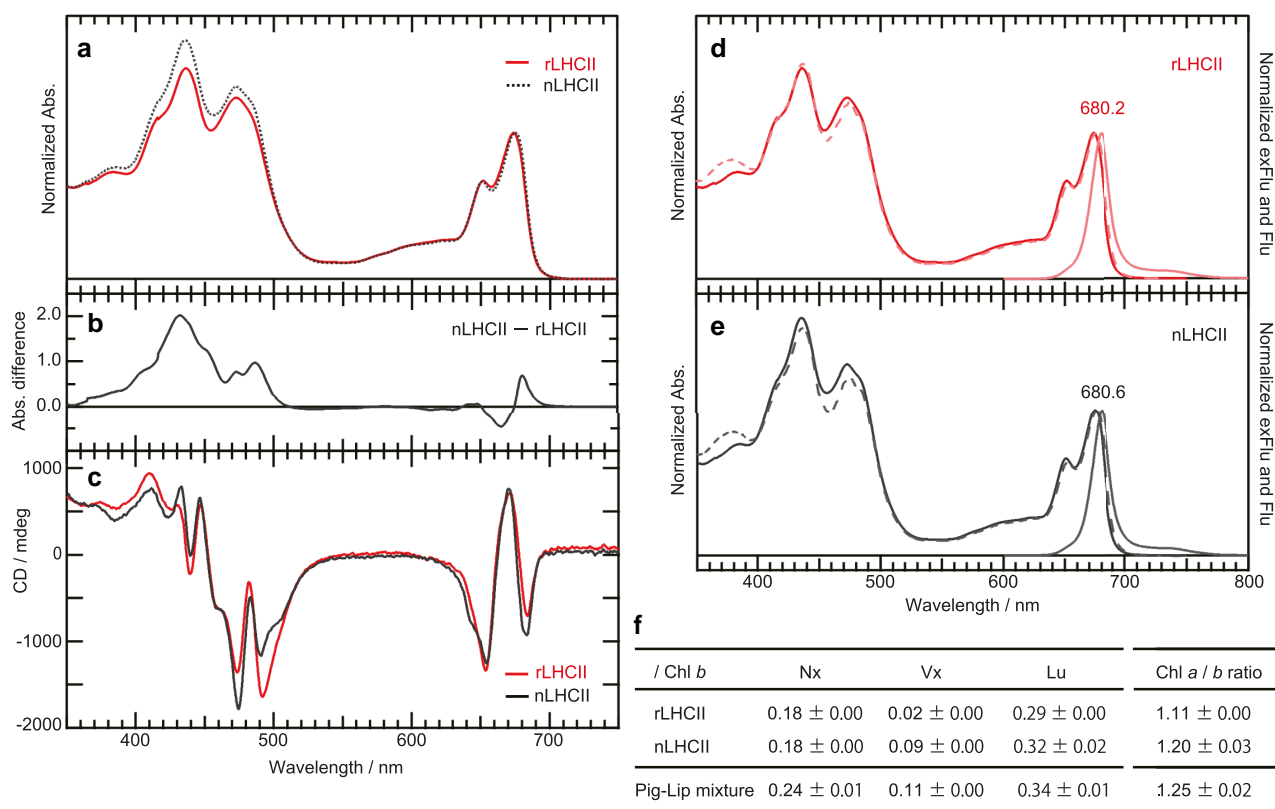 a
rLHCII
nLHCII
Normalized Abs.
b
nLHCII — rLHCII
2.0
1.0
0.0
Abs. difference
c
1000
0
-1000
-2000
CD / mdeg
rLHCII
nLHCII
400 500 600 700
Wavelength / nm
d
rLHCII
680.2
Normalized Abs.
Normalized exFlu and Flu
e
nLHCII
680.6
Normalized Abs.
Normalized exFlu and Flu
400 500 600 700 800
Wavelength / nm
f
/ Chl b Nx Vx Lu Chl a / b ratio
rLHCII 0.18 ± 0.00 0.02 ± 0.00 0.29 ± 0.00 1.11 ± 0.00
nLHCII 0.18 ± 0.00 0.09 ± 0.00 0.32 ± 0.02 1.20 ± 0.03
Pig-Lip mixture 0.24 ± 0.01 0.11 ± 0.00 0.34 ± 0.01 1.25 ± 0.02